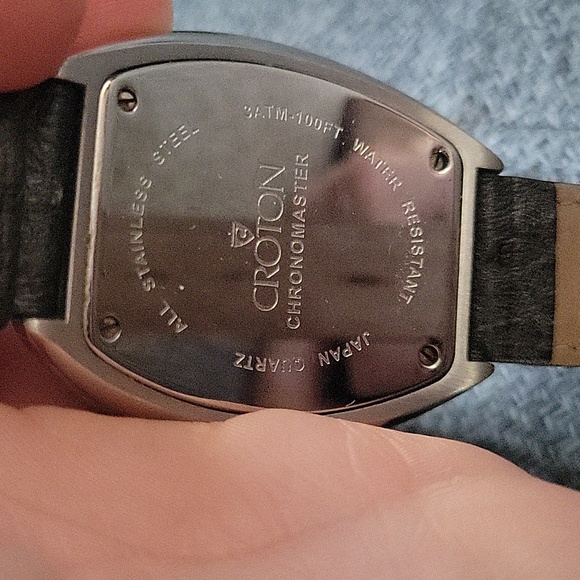 ALL STAINLESS STEEL
C
CROTON
CHRONOMASTER
3ATM-100FT. WATER RESISTANT
JAPAN QUARTZ